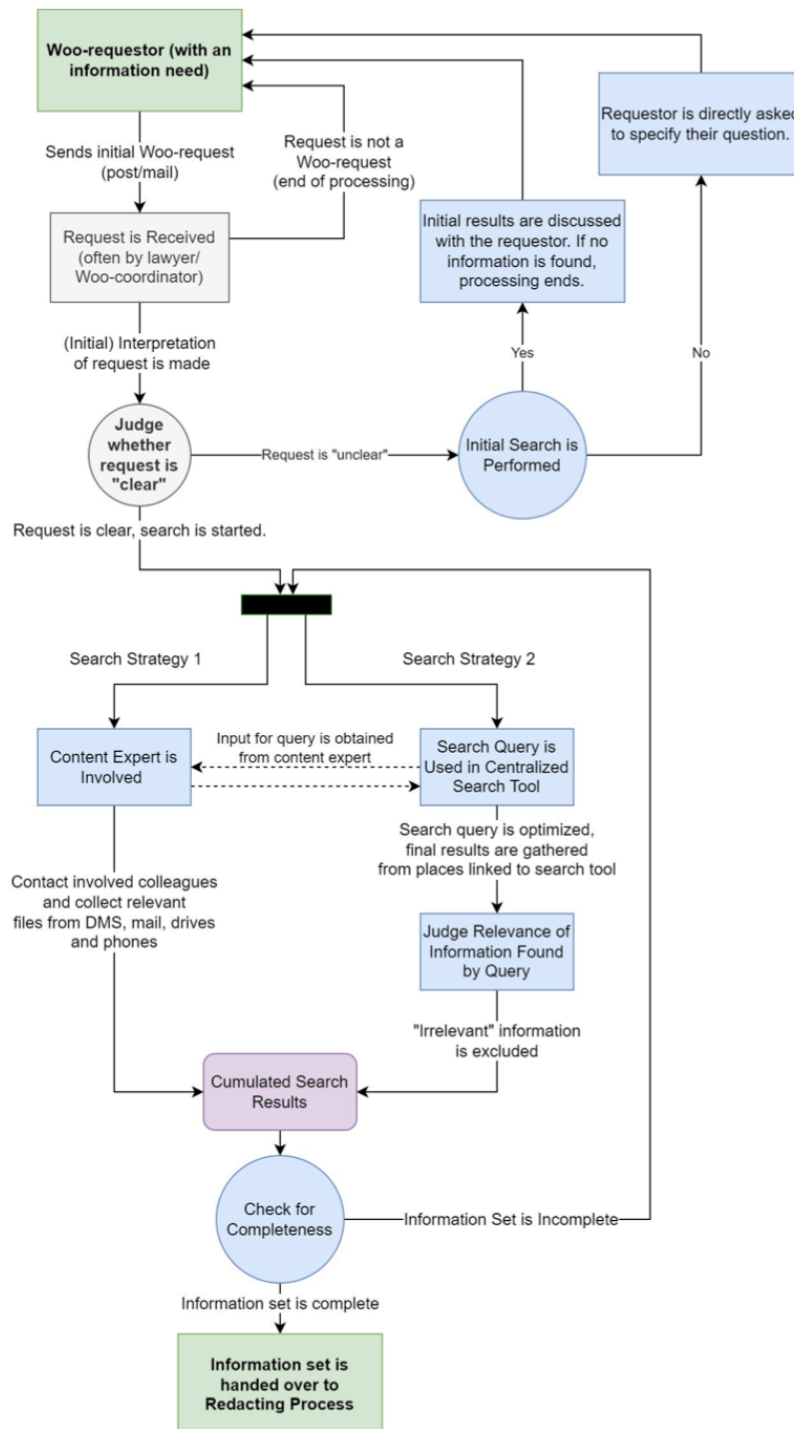 Woo-requestor (with an
information need)
Requestor is directly asked
to specify their question.
Request is not a
Woo-request
(end of processing)
Sends initial Woo-request
(post/mail)
Initial results are discussed
with the requestor. If no
information is found,
processing ends.
Request is Received
(often by lawyer/
Woo-coordinator)
(Initial) Interpretation
of request is made
Yes
No
Judge
whether
request is
"clear"
Request is "unclear"
Initial Search is
Performed
Request is clear, search is started.
Search Strategy 1
Search Strategy 2
Content Expert is
Involved
Input for query is obtained
from content expert
Search Query is
Used in Centralized
Search Tool
Search query is optimized,
final results are gathered
from places linked to search tool
Contact involved colleagues
and collect relevant
files from DMS, mail, drives
and phones
Judge Relevance of
Information Found
by Query
"Irrelevant" information
is excluded
Cumulated Search
Results
Check for
Completeness
Information Set is Incomplete
Information set is complete
Information set is
handed over to
Redacting Process